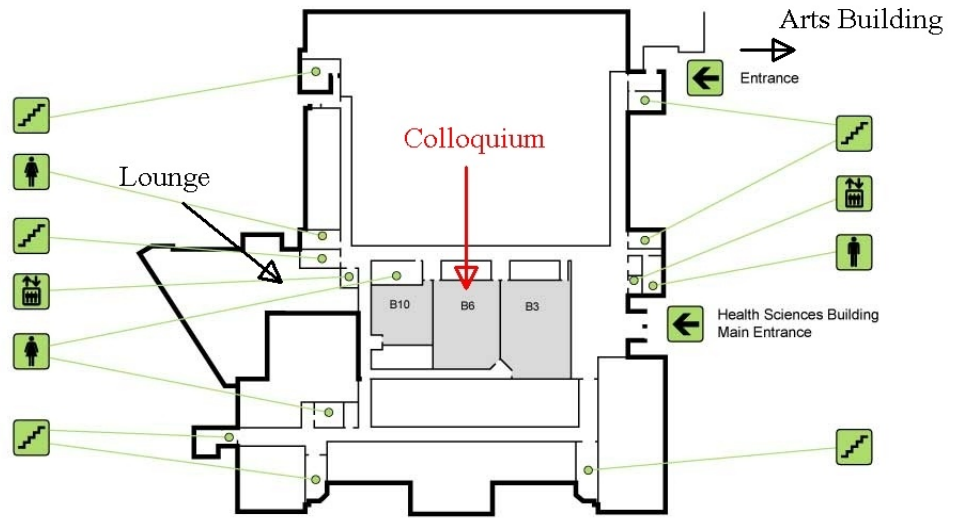 Arts Building
Entrance
Colloquium
Lounge
B10
B6
B3
Health Sciences Building
Main Entrance